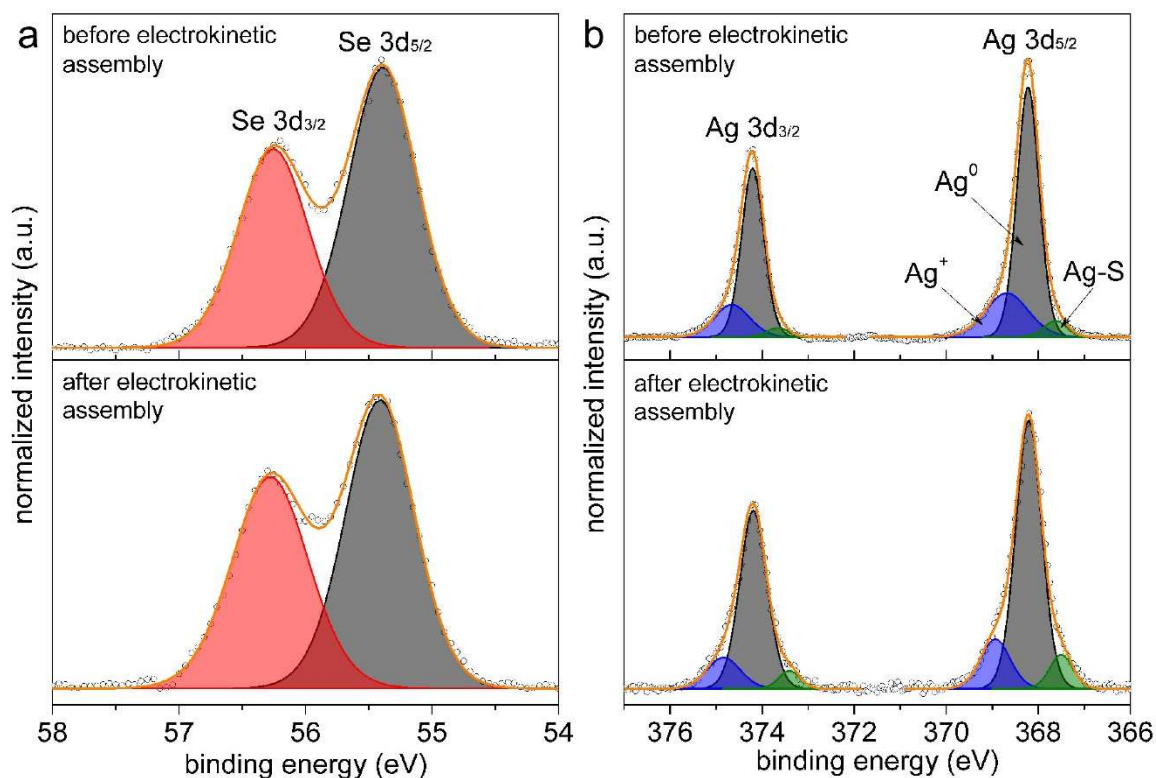 a
before electrokinetic
assembly
Se 3d5/2
Se 3d3/2
after electrokinetic
assembly
normalized intensity (a.u.)
normalized intensity (a.u.)
58 57 56 55 54
binding energy (eV)
b
before electrokinetic
assembly
Ag 3d5/2
Ag 3d3/2
Ag⁰
Ag⁺
Ag-S
after electrokinetic
assembly
376 374 372 370 368 366
binding energy (eV)